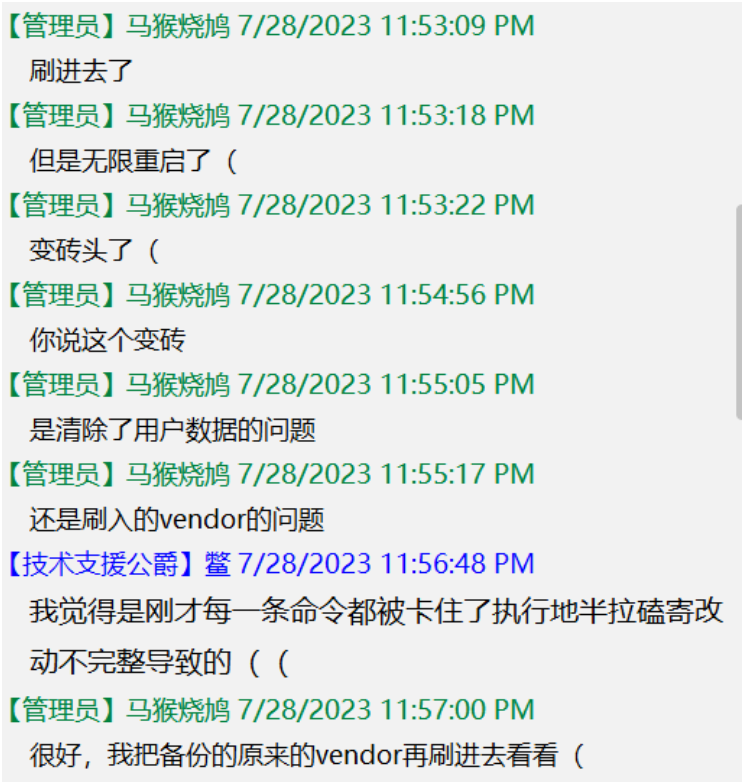 【管理员】马猴烧鸠 7/28/2023 11:53:09 PM
刷进去了
【管理员】马猴烧鸠 7/28/2023 11:53:18 PM
但是无限重启了（
【管理员】马猴烧鸠 7/28/2023 11:53:22 PM
变砖头了（
【管理员】马猴烧鸠 7/28/2023 11:54:56 PM
你说这个变砖
【管理员】马猴烧鸠 7/28/2023 11:55:05 PM
是清除了用户数据的问题
【管理员】马猴烧鸠 7/28/2023 11:55:17 PM
还是刷入的vendor的问题
【技术支援公爵】鳖 7/28/2023 11:56:48 PM
我觉得是刚才每一条命令都被卡住了执行地半拉磕寄改
动不完整导致的（（
【管理员】马猴烧鸠 7/28/2023 11:57:00 PM
很好，我把备份的原来的vendor再刷进去看看（